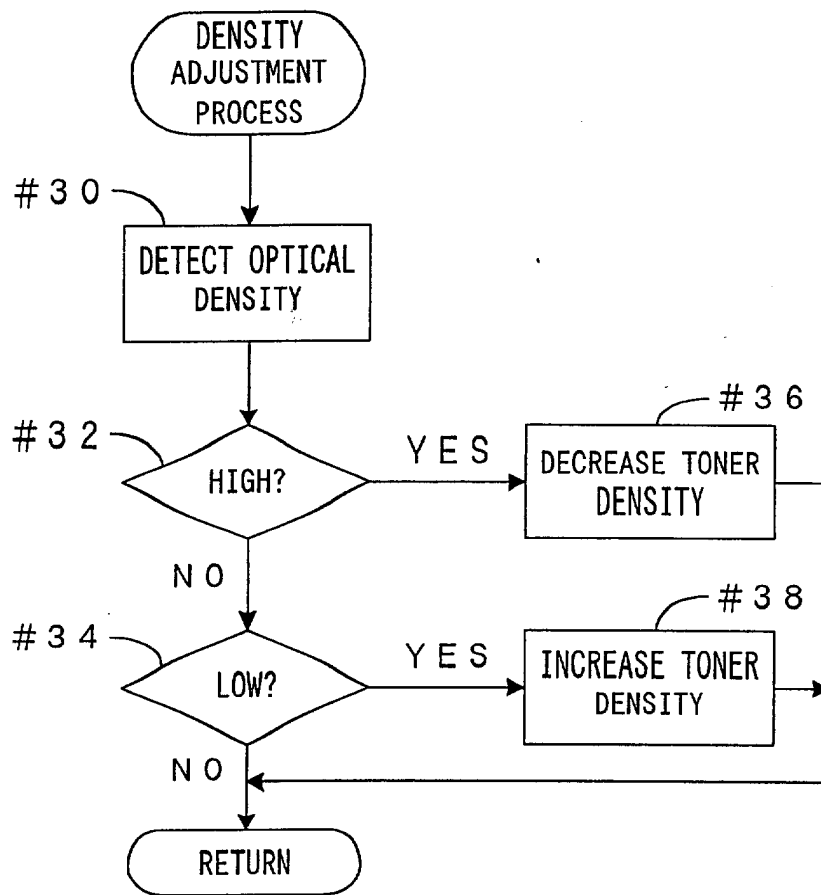 DENSITY
ADJUSTMENT
PROCESS
#30
DETECT OPTICAL
DENSITY
#32
HIGH?
YES
#36
DECREASE TONER
DENSITY
NO
#34
LOW?
YES
#38
INCREASE TONER
DENSITY
NO
RETURN